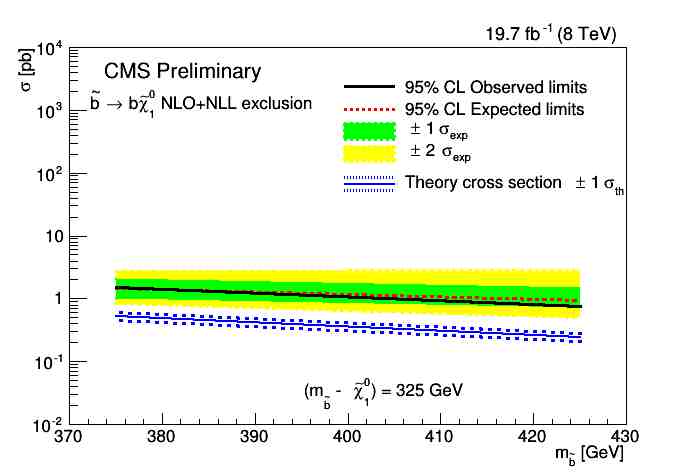 19.7 fb⁻¹ (8 TeV)
σ [pb]
CMS Preliminary
b̃ → bχ̃₁⁰ NLO+NLL exclusion
95% CL Observed limits
95% CL Expected limits
± 1 σexp
± 2 σexp
Theory cross section ± 1 σth
10⁴
10³
10²
10
1
10⁻¹
10⁻²
(m b̃ - χ̃₁⁰) = 325 GeV
370 380 390 400 410 420 430
m b̃ [GeV]